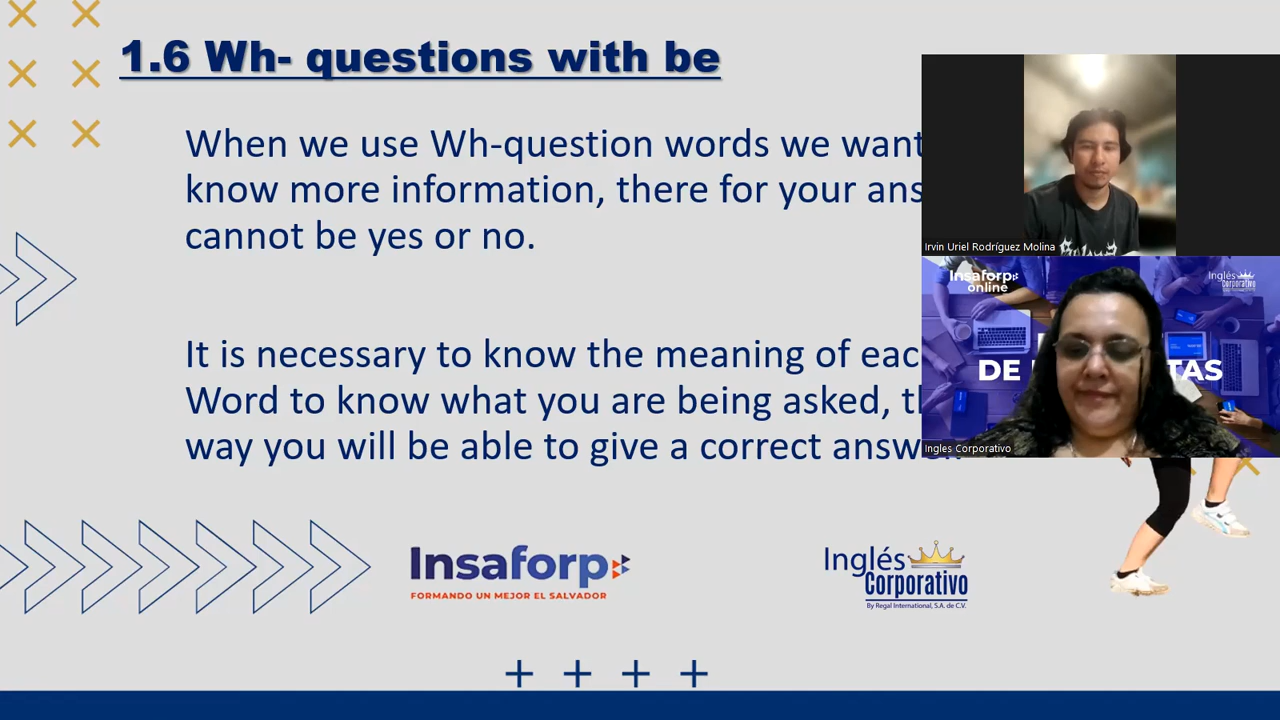 1.6 Wh- questions with be
When we use Wh-question words we want
know more information, there for your ans
cannot be yes or no.
It is necessary to know the meaning of eac
Word to know what you are being asked, t
way you will be able to give a correct answe
Irvin Uriel Rodríguez Molina
Insaforp
online
Inglés
Corporativo
DE
TAS
Ingles Corporativo
Insaforp
FORMANDO UN MEJOR EL SALVADOR
Inglés
Corporativo
By Regal International, S.A. de C.V.